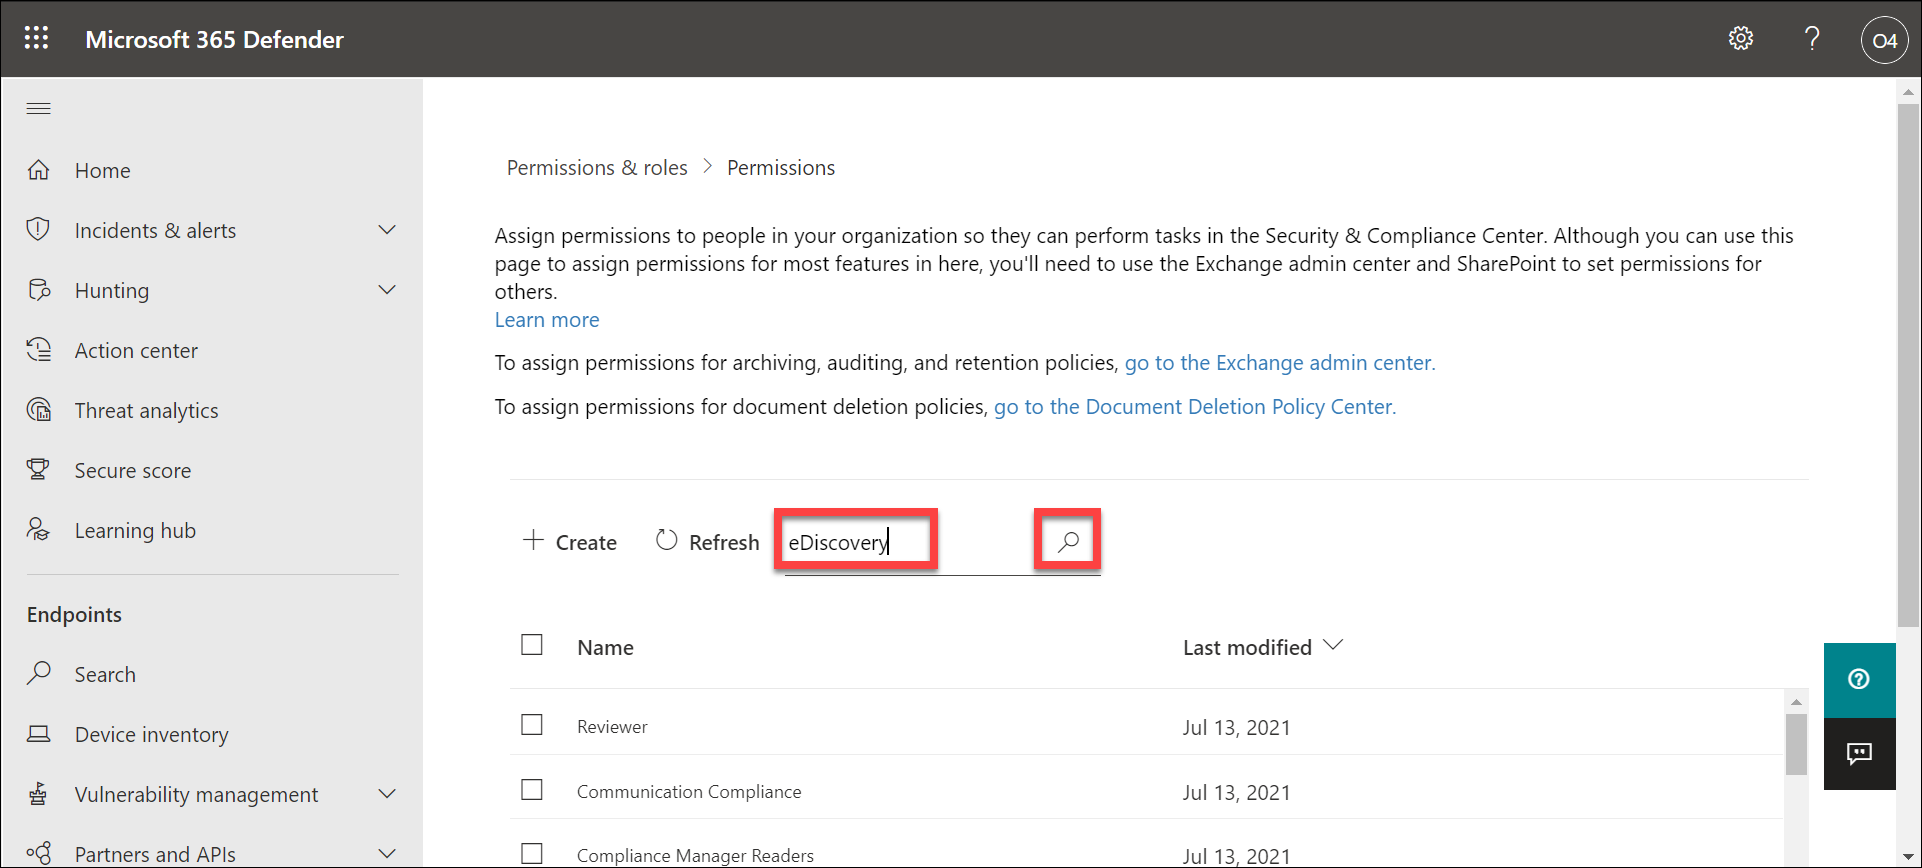 Microsoft 365 Defender
O4
Home
Incidents & alerts
Hunting
Action center
Threat analytics
Secure score
Learning hub
Endpoints
Search
Device inventory
Vulnerability management
Partners and APIs
Permissions & roles > Permissions
Assign permissions to people in your organization so they can perform tasks in the Security & Compliance Center. Although you can use this
page to assign permissions for most features in here, you'll need to use the Exchange admin center and SharePoint to set permissions for
others.
Learn more
To assign permissions for archiving, auditing, and retention policies, go to the Exchange admin center.
To assign permissions for document deletion policies, go to the Document Deletion Policy Center.
+ Create Refresh eDiscovery
Name Last modified
Reviewer Jul 13, 2021
Communication Compliance Jul 13, 2021
Compliance Manager Readers Jul 13, 2021